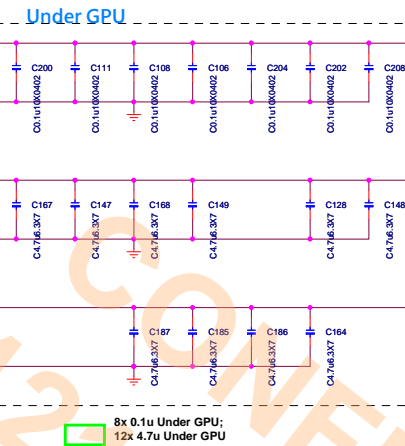 Under GPU
C200 C111 C108 C106 C204 C202 C208
C0.1u10X0402 C0.1u10X0402 C0.1u10X0402 C0.1u10X0402 C0.1u10X0402 C0.1u10X0402 C0.1u10X0402
C167 C147 C168 C149 C128 C148
C4.7u6.3X7 C4.7u6.3X7 C4.7u6.3X7 C4.7u6.3X7 C4.7u6.3X7 C4.7u6.3X7
C187 C185 C186 C164
C4.7u6.3X7 C4.7u6.3X7 C4.7u6.3X7 C4.7u6.3X7
8x 0.1u Under GPU;
12x 4.7u Under GPU